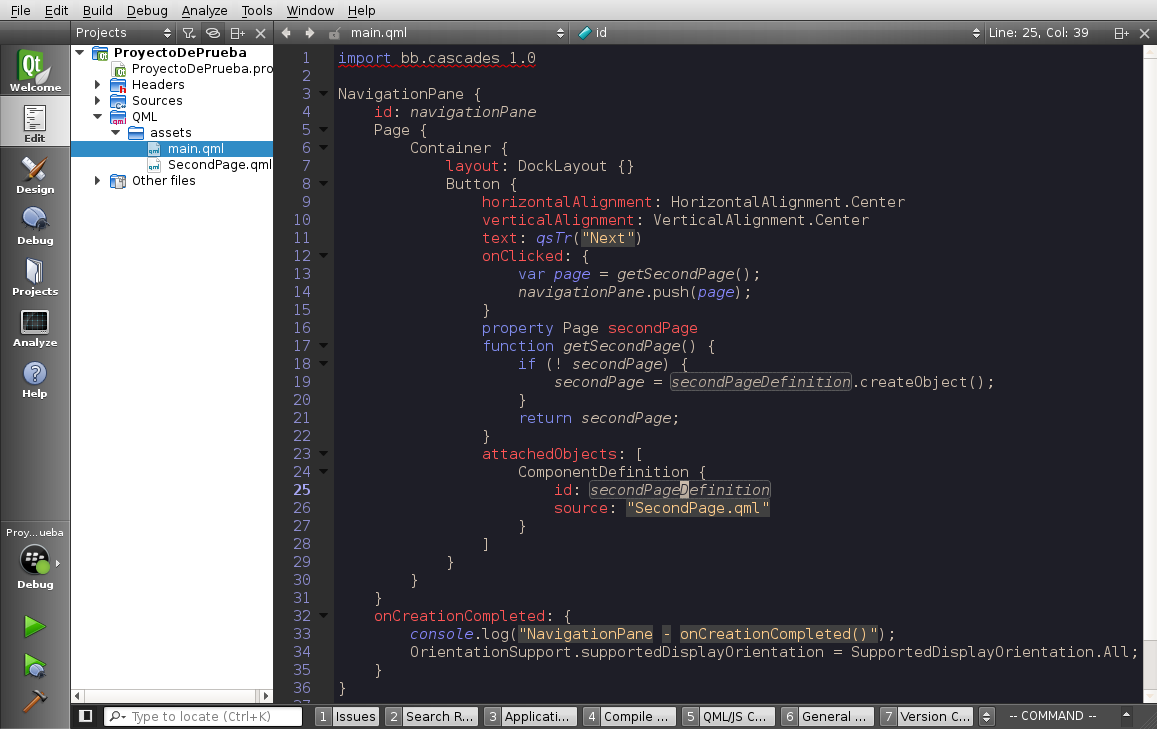 File Edit Build Debug Analyze Tools Window Help
Projects main.qml id Line: 25, Col: 39
Welcome
Edit
Design
Debug
Projects
Analyze
Help
Proy...ueba
Debug
ProyectoDePrueba
ProyectoDePrueba.pro
Headers
Sources
QML
assets
main.qml
SecondPage.qml
Other files
1 import bb.cascades 1.0
2
3 NavigationPane {
4 id: navigationPane
5 Page {
6 Container {
7 layout: DockLayout {}
8 Button {
9 horizontalAlignment: HorizontalAlignment.Center
10 verticalAlignment: VerticalAlignment.Center
11 text: qsTr("Next")
12 onClicked: {
13 var page = getSecondPage();
14 navigationPane.push(page);
15 }
16 property Page secondPage
17 function getSecondPage() {
18 if (! secondPage) {
19 secondPage = secondPageDefinition.createObject();
20 }
21 return secondPage;
22 }
23 attachedObjects: [
24 ComponentDefinition {
25 id: secondPageDefinition
26 source: "SecondPage.qml"
27 }
28 ]
29 }
30 }
31 }
32 onCreationCompleted: {
33 console.log("NavigationPane - onCreationCompleted()");
34 OrientationSupport.supportedDisplayOrientation = SupportedDisplayOrientation.All;
35 }
36 }
Type to locate (Ctrl+K) 1 Issues 2 Search R... 3 Applicati... 4 Compile ... 5 QML/JS C... 6 General ... 7 Version C... -- COMMAND --